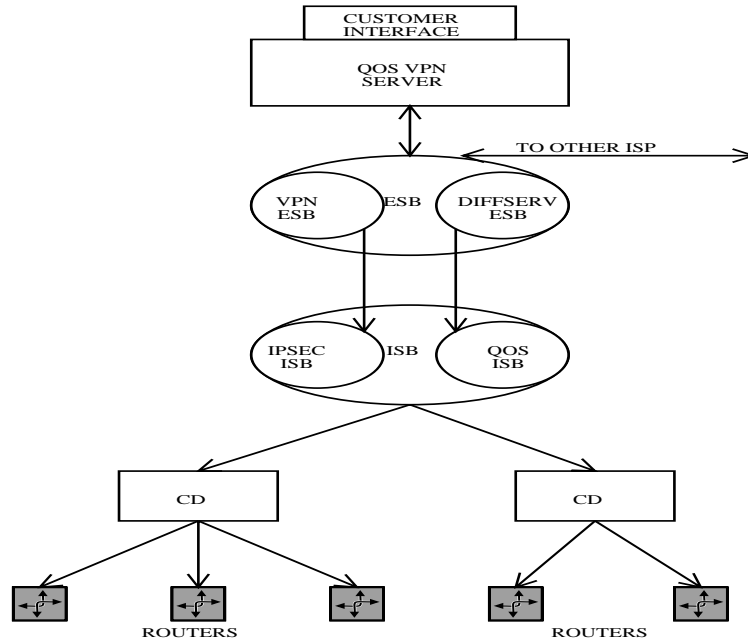 CUSTOMER
INTERFACE
QOS VPN
SERVER
TO OTHER ISP
VPN
ESB
ESB
DIFFSERV
ESB
IPSEC
ISB
ISB
QOS
ISB
CD
CD
ROUTERS
ROUTERS